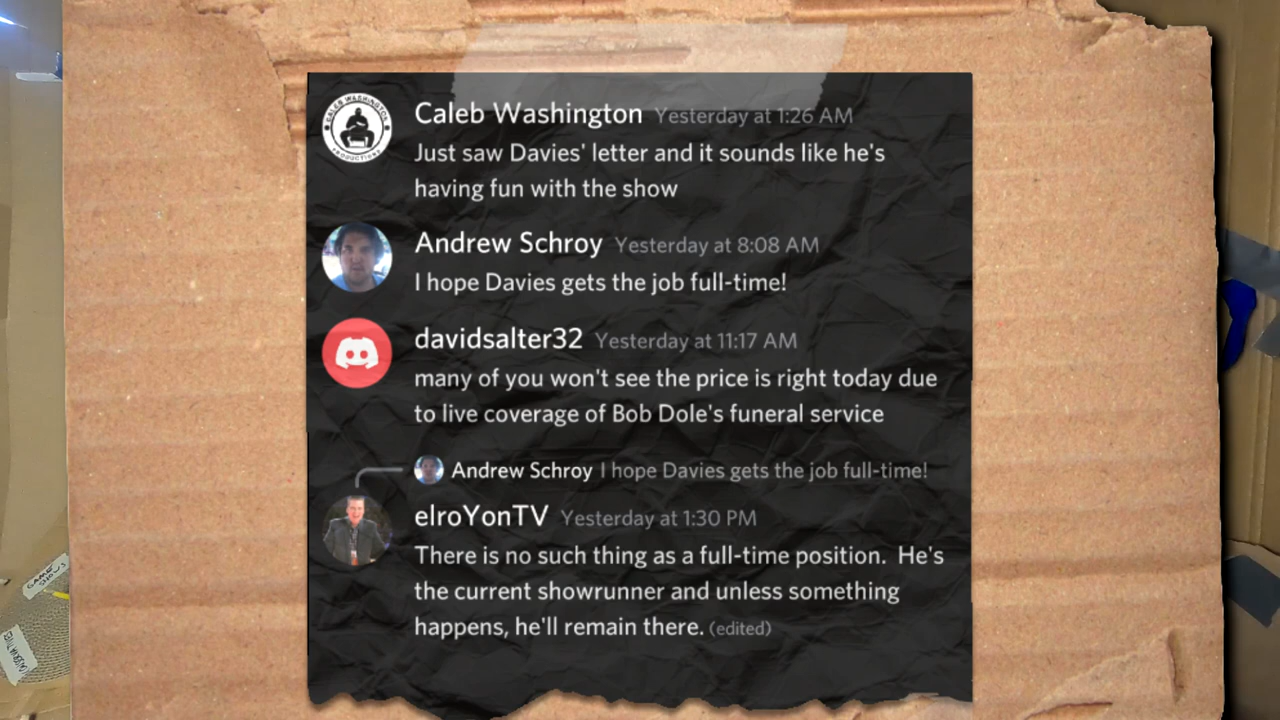 CALEB WASHINGTON
PRODUCTIONS
Caleb Washington Yesterday at 1:26 AM
Just saw Davies' letter and it sounds like he's
having fun with the show
Andrew Schroy Yesterday at 8:08 AM
I hope Davies gets the job full-time!
davidsalter32 Yesterday at 11:17 AM
many of you won't see the price is right today due
to live coverage of Bob Dole's funeral service
Andrew Schroy I hope Davies gets the job full-time!
elroYonTV Yesterday at 1:30 PM
There is no such thing as a full-time position. He's
the current showrunner and unless something
happens, he'll remain there. (edited)
GAME
SHOWS